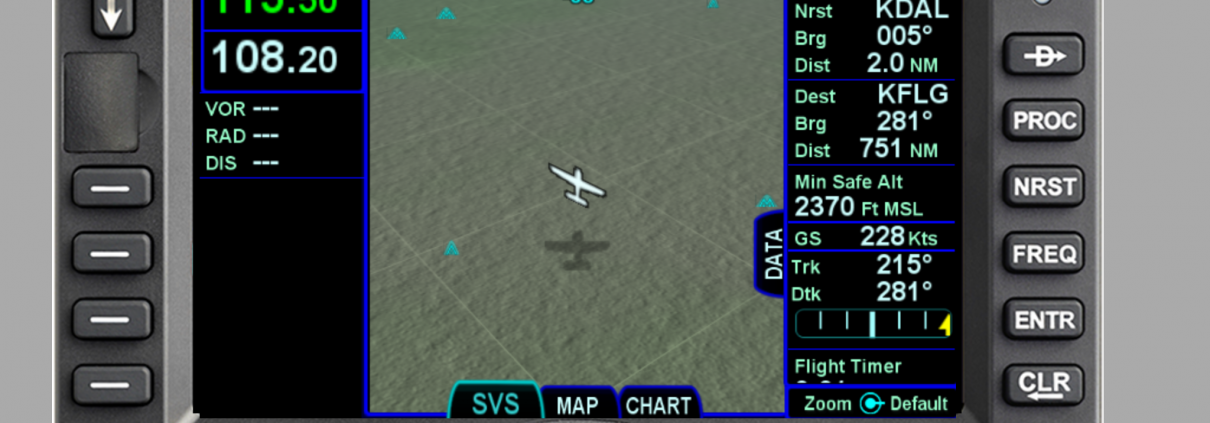 115.50
108.20
VOR ---
RAD ---
DIS ---
Nrst KDAL
Brg 005°
Dist 2.0 NM
Dest KFLG
Brg 281°
Dist 751 NM
Min Safe Alt
2370 Ft MSL
GS 228 Kts
Trk 215°
Dtk 281°
Flight Timer
Zoom Default
DATA
SVS MAP CHART
D
PROC
NRST
FREQ
ENTR
CLR